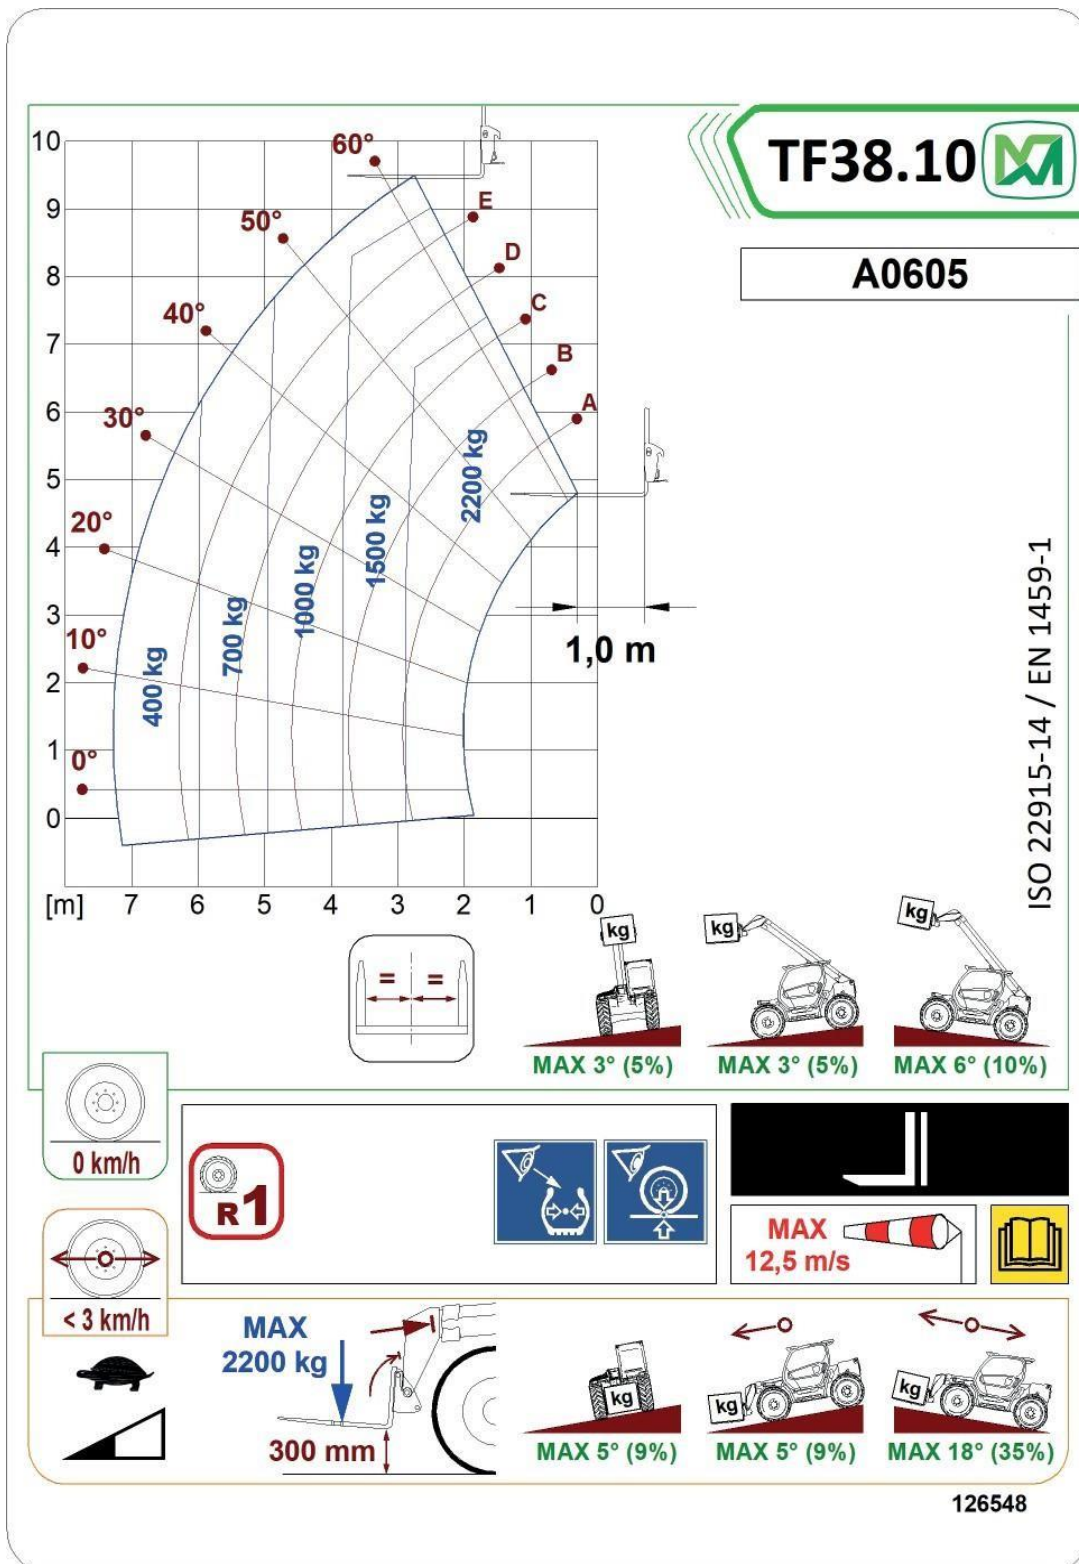 TF38.10
A0605
10
9
8
7
6
5
4
3
2
1
0
[m]
7
6
5
4
3
2
1
0
60°
50°
40°
30°
20°
10°
0°
E
D
C
B
A
400 kg
700 kg
1000 kg
1500 kg
2200 kg
1,0 m
ISO 22915-14 / EN 1459-1
= =
kg
kg
kg
MAX 3° (5%)
MAX 3° (5%)
MAX 6° (10%)
0 km/h
R1
MAX
12,5 m/s
< 3 km/h
MAX
2200 kg
300 mm
kg
kg
kg
MAX 5° (9%)
MAX 5° (9%)
MAX 18° (35%)
126548